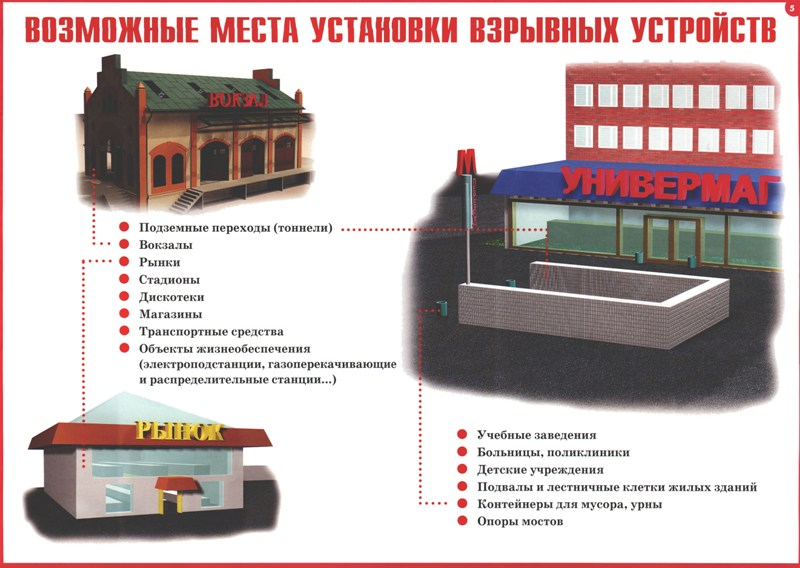 5
ВОЗМОЖНЫЕ МЕСТА УСТАНОВКИ ВЗРЫВНЫХ УСТРОЙСТВ
ВОКЗАЛ
М
УНИВЕРМАГ
Подземные переходы (тоннели)
Вокзалы
Рынки
Стадионы
Дискотеки
Магазины
Транспортные средства
Объекты жизнеобеспечения
(электроподстанции, газоперекачивающие
и распределительные станции...)
РЫНОК
Учебные заведения
Больницы, поликлиники
Детские учреждения
Подвалы и лестничные клетки жилых зданий
Контейнеры для мусора, урны
Опоры мостов